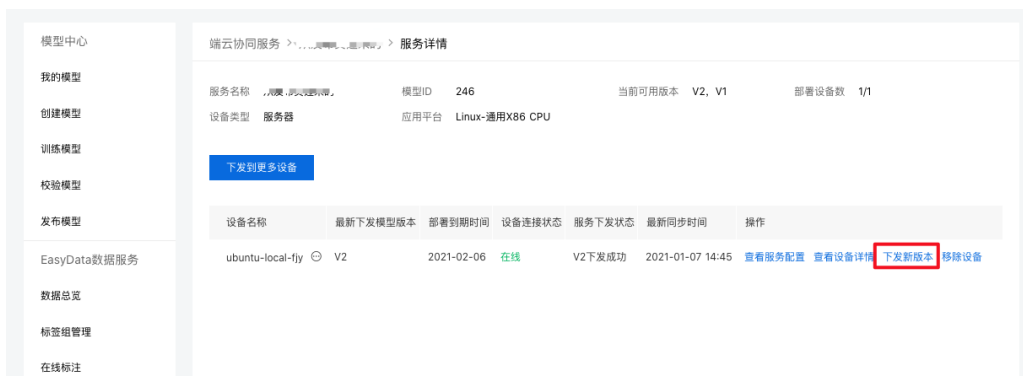 模型中心
我的模型
创建模型
训练模型
校验模型
发布模型
EasyData数据服务
数据总览
标签组管理
在线标注
端云协同服务 > > 服务详情
服务名称 模型ID 246 当前可用版本 V2, V1 部署设备数 1/1
设备类型 服务器 应用平台 Linux-通用X86 CPU
下发到更多设备
设备名称 最新下发模型版本 部署到期时间 设备连接状态 服务下发状态 最新同步时间 操作
ubuntu-local-fjy V2 2021-02-06 在线 V2下发成功 2021-01-07 14:45 查看服务配置 查看设备详情 下发新版本 移除设备